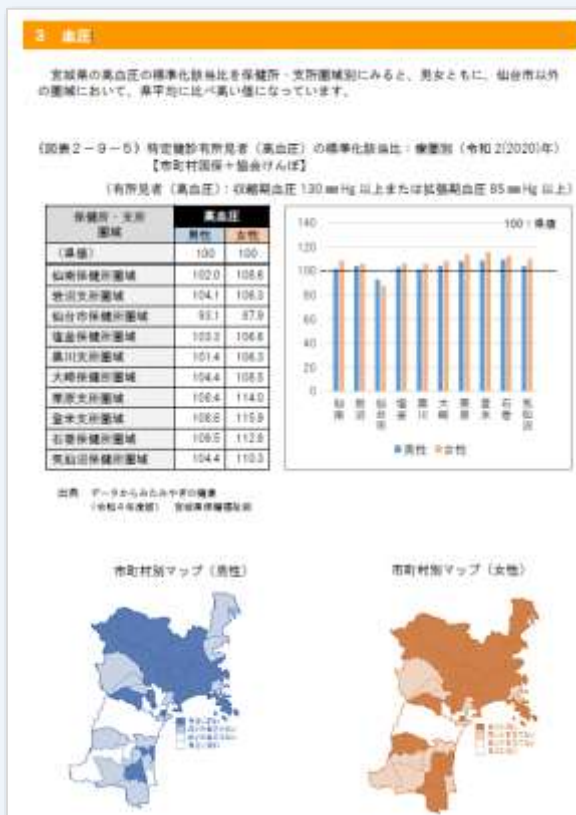 3 血圧
宮城県の高血圧の標準化該当比を保健所・支所圏域別にみると、男女ともに、仙台市以外
の圏域において、県平均に比べ高い値になっています。
(図表2-9-5) 特定健診有所見者(高血圧)の標準化該当比:療圏別(令和2(2020)年)
【市町村国保+協会けんぽ】
(有所見者(高血圧):収縮期血圧 130 mmHg 以上または拡張期血圧 85 mmHg 以上)
保健所・支所 高血圧
圏域 男性 女性
(県値) 100 100
仙南保健所圏域 102.0
岩沼支所圏域 104.1 106.3
仙台市保健所圏域 93.1 87.9
塩釜保健所圏域 103.3 106.6
黒川支所圏域 101.4 106.3
大崎保健所圏域 104.4 108.5
栗原支所圏域 114.0
登米支所圏域 115.9
石巻保健所圏域 109.5 112.8
気仙沼保健所圏域 104.4 110.3
100:県値
140
120
100
80
60
40
20
0
仙南 岩沼 仙台市 塩釜 黒川 大崎 栗原 登米 石巻 気仙沼
男性 女性
出典 データからみたみやぎの健康
(令和4年度版) 宮城県保健福祉部
市町村別マップ(男性) 市町村別マップ(女性)